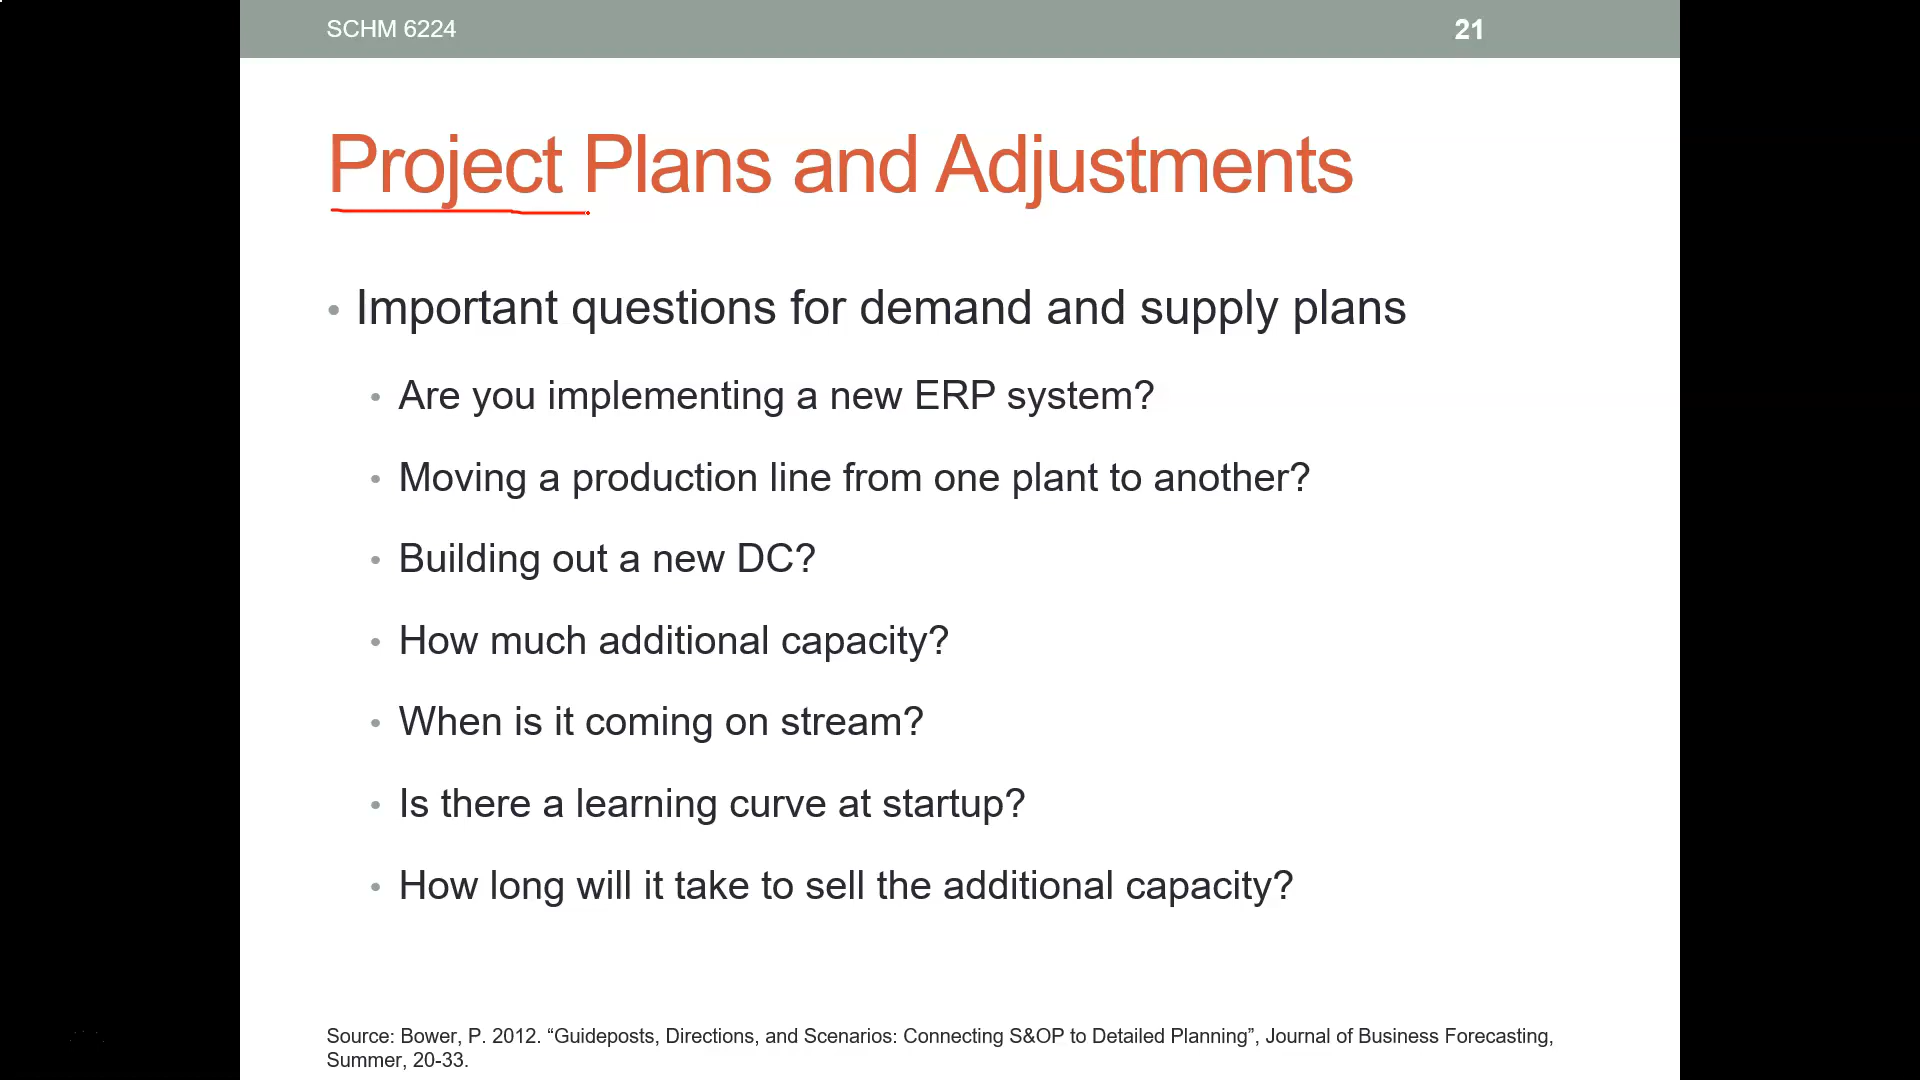 SCHM 6224
21
Project Plans and Adjustments
• Important questions for demand and supply plans
• Are you implementing a new ERP system?
• Moving a production line from one plant to another?
• Building out a new DC?
• How much additional capacity?
• When is it coming on stream?
• Is there a learning curve at startup?
• How long will it take to sell the additional capacity?
Source: Bower, P. 2012. “Guideposts, Directions, and Scenarios: Connecting S&OP to Detailed Planning”, Journal of Business Forecasting,
Summer, 20-33.